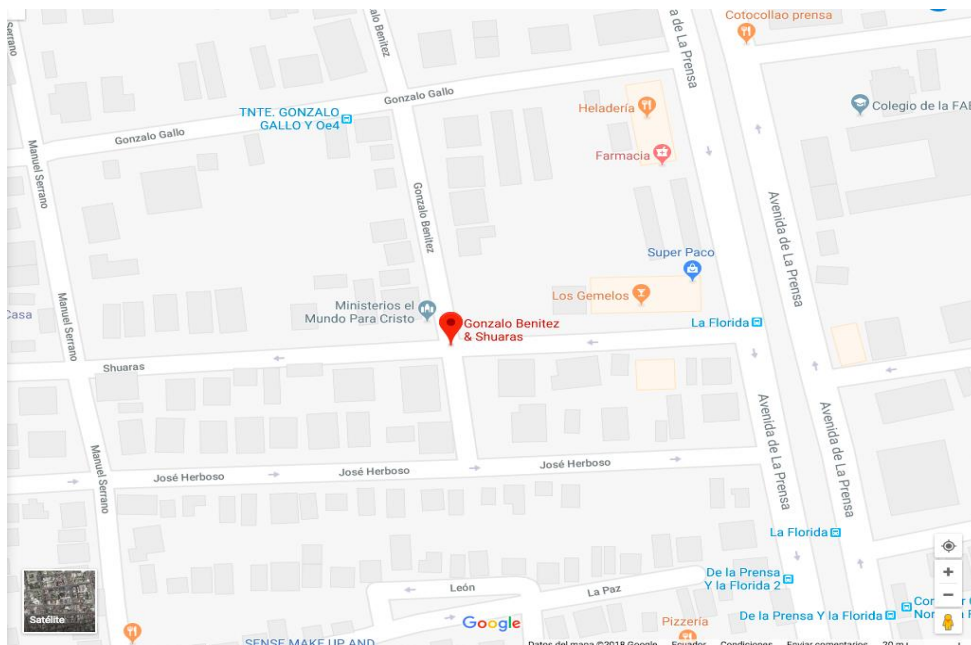 Serrano
Gonzalo Benítez
a de La Prensa
Cotocollao prensa
Gonzalo Gallo
Heladería
Colegio de la FAE
TNTE. GONZALO
GALLO Y Oe4
Gonzalo Gallo
Farmacia
Manuel Serrano
Gonzalo Benítez
Avenida de La Prensa
Super Paco
Los Gemelos
Ministerios el
Mundo Para Cristo
Casa
Manuel Serrano
Gonzalo Benitez
& Shuaras
La Florida
Shuaras
Avenida de La Prensa
Avenida de La Prensa
Manuel Serrano
José Herboso
José Herboso
José Herboso
La Florida
De la Prensa
Y la Florida 2
León
La Paz
Satélite
Google
Pizzería
De la Prensa Y la Florida
SENSE MAKE UP AND
Datos del mapa ©2018 Google Ecuador Condiciones Enviar comentarios 20 m